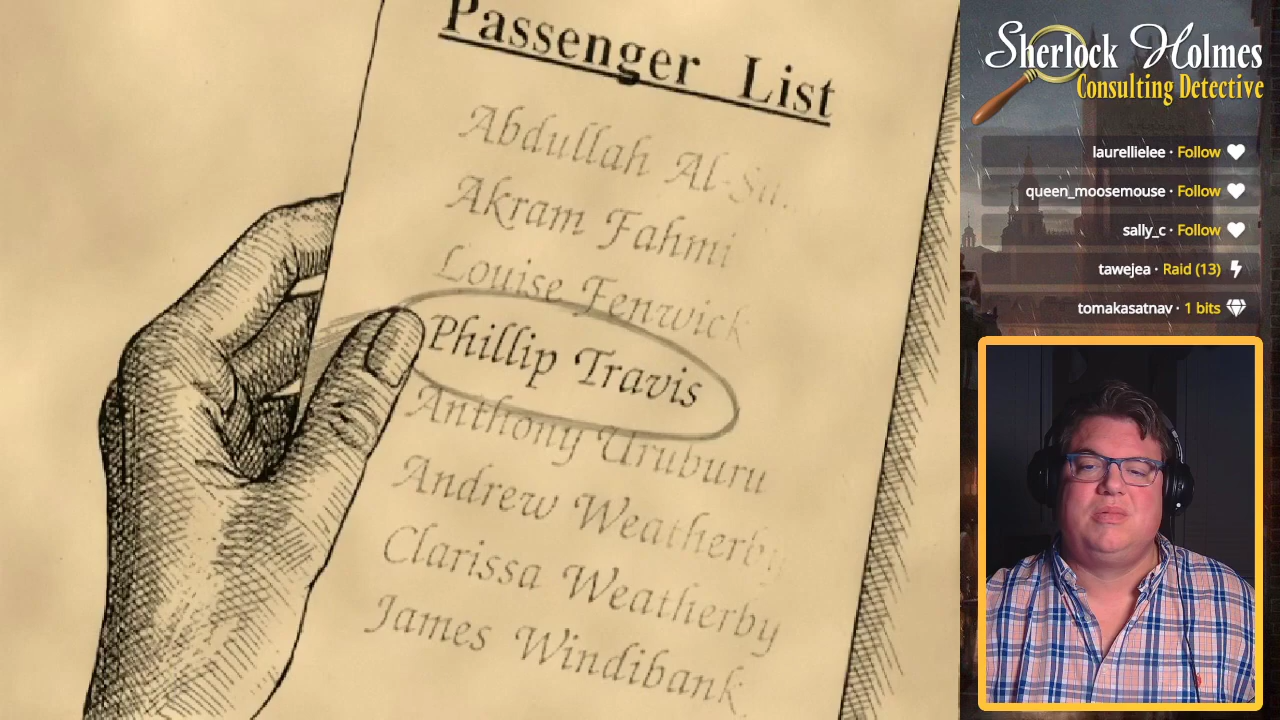 Passenger List
Abdullah Al-
Akram Fahmi
Louise Fenwick
Phillip Travis
Anthony Uruburu
Andrew Weatherby
Clarissa Weatherby
James Windibank
Sherlock Holmes
Consulting Detective
laurellielee · Follow
queen_moosemouse · Follow
sally_c · Follow
tawejea · Raid (13)
tomakasatnav · 1 bits